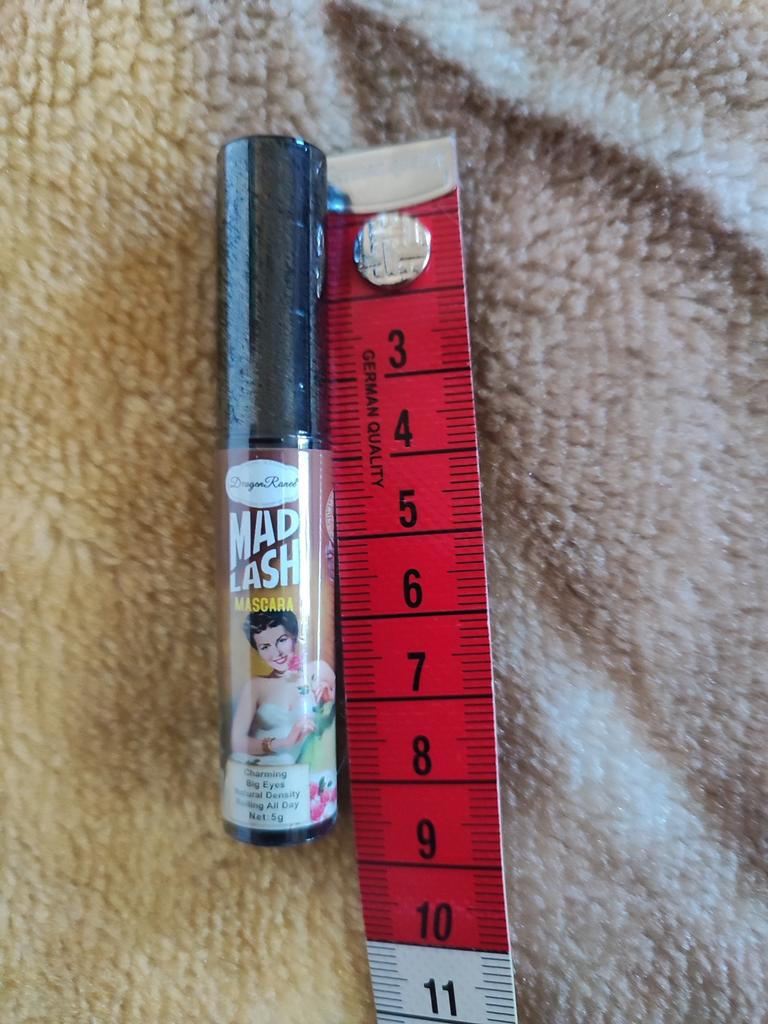 DragonRanee
MAD
LASH
MASCARA
Charming
Big Eyes
Natural Density
Rolling All Day
Net: 5g
GERMAN QUALITY
3
4
5
6
7
8
9
10
11